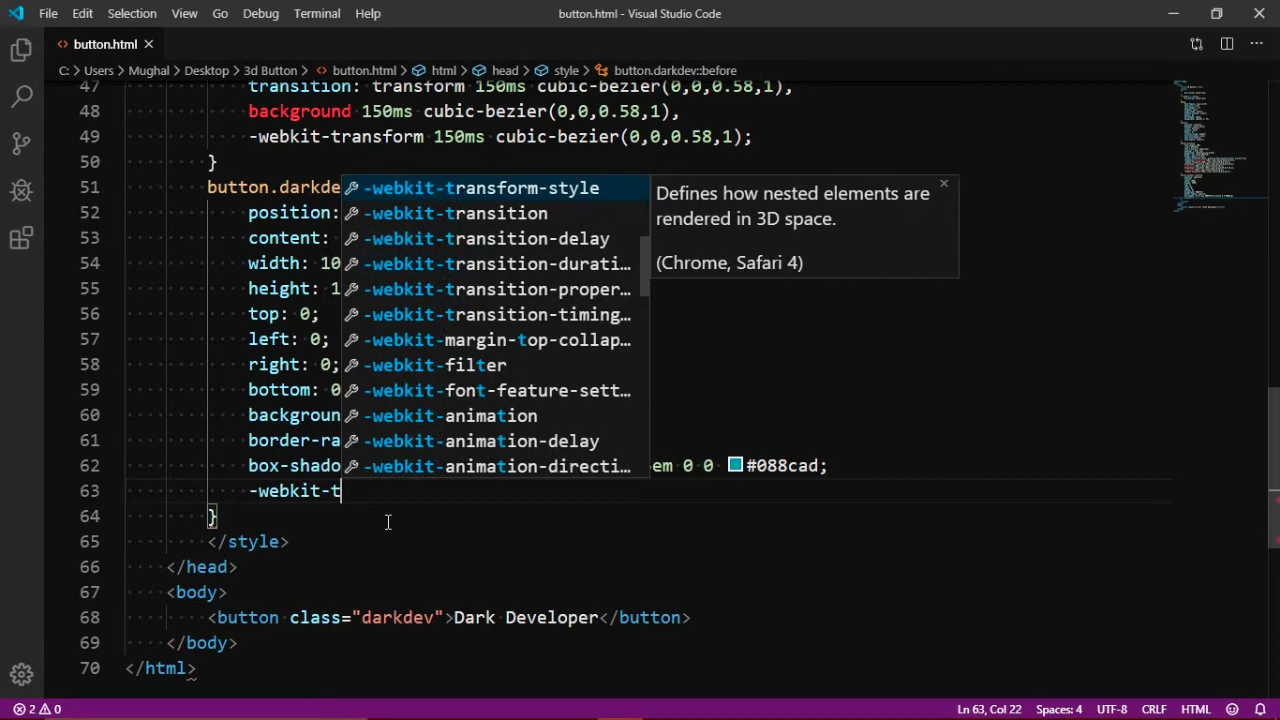 File Edit Selection View Go Debug Terminal Help button.html - Visual Studio Code
button.html
C: > Users > Mughal > Desktop > 3d Button > button.html > html > head > style > button.darkdev::before
47 transition: transform 150ms cubic-bezier(0,0,0.58,1),
48 background 150ms cubic-bezier(0,0,0.58,1),
49 -webkit-transform 150ms cubic-bezier(0,0,0.58,1);
50 }
51 button.darkde
52 position:
53 content:
54 width: 10
55 height: 1
56 top: 0;
57 left: 0;
58 right: 0;
59 bottom: 0
60 backgroun
61 border-ra
62 box-shado em 0 0 #088cad;
63 -webkit-t
64 }
65 </style>
66 </head>
67 <body>
68 <button class="darkdev">Dark Developer</button>
69 </body>
70 </html>
-webkit-transform-style
-webkit-transition
-webkit-transition-delay
-webkit-transition-durati...
-webkit-transition-proper...
-webkit-transition-timing...
-webkit-margin-top-collap...
-webkit-filter
-webkit-font-feature-sett...
-webkit-animation
-webkit-animation-delay
-webkit-animation-directi...
Defines how nested elements are
rendered in 3D space.
(Chrome, Safari 4)
2 0 Ln 63, Col 22 Spaces: 4 UTF-8 CRLF HTML